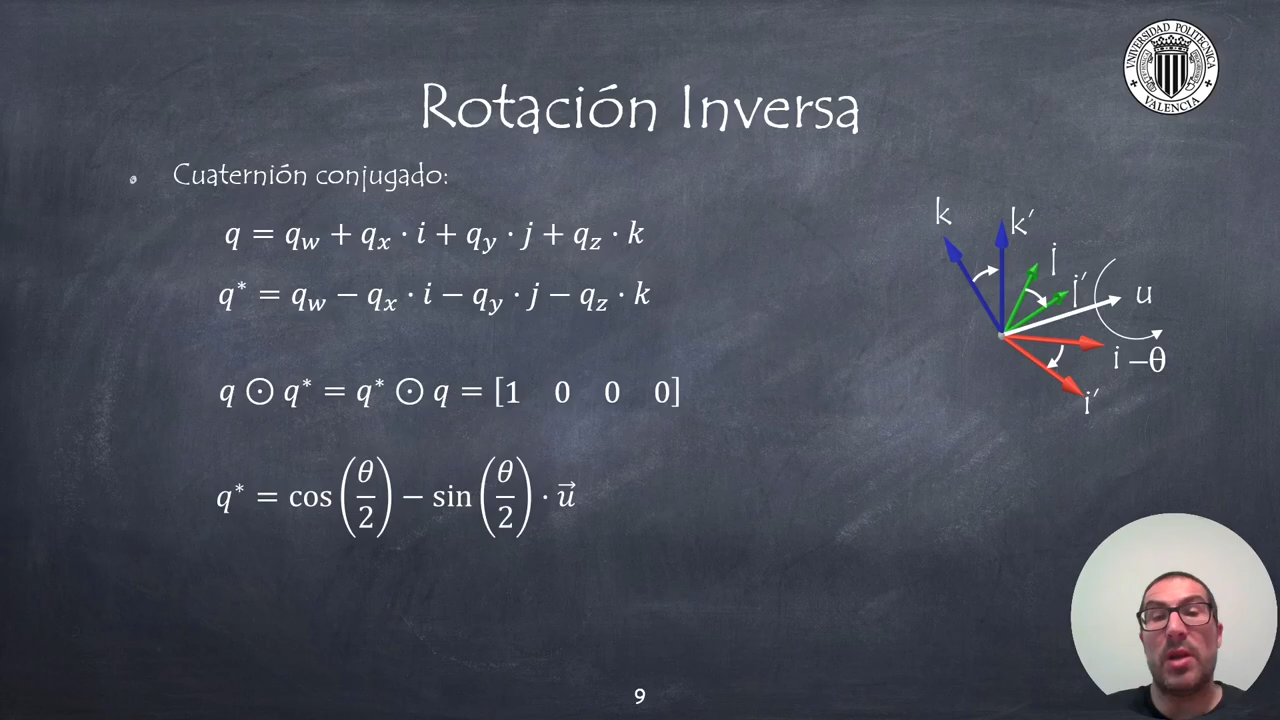 UNIVERSIDAD POLITECNICA
VALENCIA
Rotación Inversa
Cuaternión conjugado:
q = q_w + q_x · i + q_y · j + q_z · k
q* = q_w − q_x · i − q_y · j − q_z · k
q ⊙ q* = q* ⊙ q = [1 0 0 0]
q* = cos(θ/2) − sin(θ/2) · u⃗
k k′
j
j′
u
i −θ
i′
9